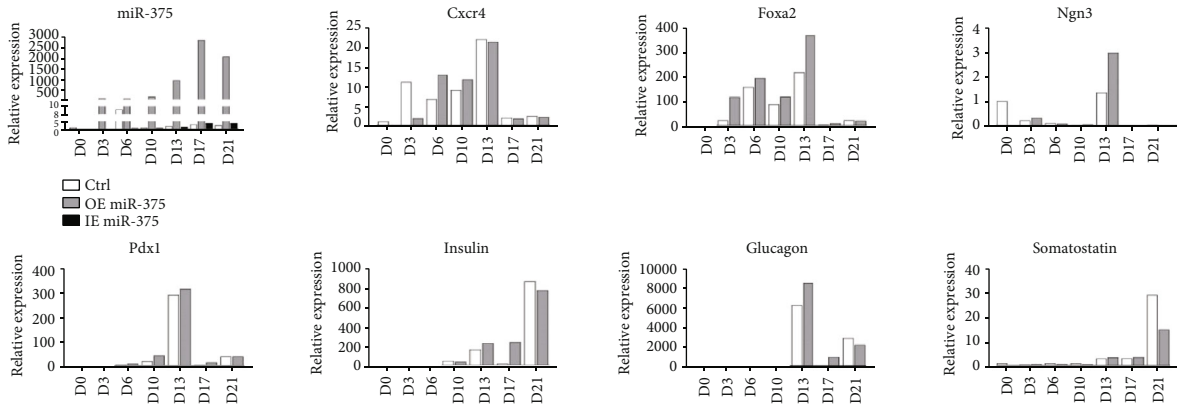 miR-375
Relative expression
3000
2500
2000
1500
1000
500
10
8
5
0
D0
D3
D6
D10
D13
D17
D21
Cxcr4
Relative expression
25
20
15
10
5
0
D0
D3
D6
D10
D13
D17
D21
Foxa2
Relative expression
400
300
200
100
0
D0
D3
D6
D10
D13
D17
D21
Ngn3
Relative expression
4
3
2
1
0
D0
D3
D6
D10
D13
D17
D21
Ctrl
OE miR-375
IE miR-375
Pdx1
Relative expression
400
300
200
100
0
D0
D3
D6
D10
D13
D17
D21
Insulin
Relative expression
1000
800
600
400
200
0
D0
D3
D6
D10
D13
D17
D21
Glucagon
Relative expression
10000
8000
6000
4000
2000
0
D0
D3
D6
D10
D13
D17
D21
Somatostatin
Relative expression
40
30
20
10
0
D0
D3
D6
D10
D13
D17
D21